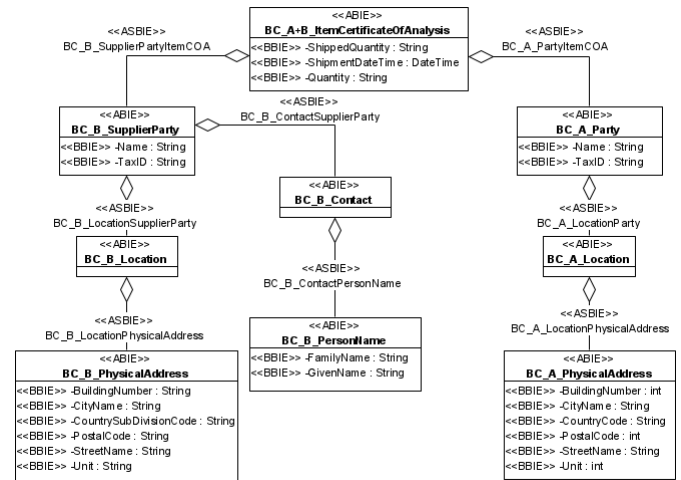 <<ABIE>>
BC_A+B_ItemCertificateOfAnalysis
<<BBIE>> -ShippedQuantity : String
<<BBIE>> -ShipmentDateTime : DateTime
<<BBIE>> -Quantity : String
<<ASBIE>>
BC_B_SupplierPartyItemCOA
<<ASBIE>>
BC_A_PartyItemCOA
<<ABIE>>
BC_B_SupplierParty
<<BBIE>> -Name : String
<<BBIE>> -TaxID : String
<<ASBIE>>
BC_B_ContactSupplierParty
<<ABIE>>
BC_A_Party
<<BBIE>> -Name : String
<<BBIE>> -TaxID : String
<<ABIE>>
BC_B_Contact
<<ASBIE>>
BC_B_LocationSupplierParty
<<ASBIE>>
BC_A_LocationParty
<<ABIE>>
BC_B_Location
<<ABIE>>
BC_A_Location
<<ASBIE>>
BC_B_ContactPersonName
<<ASBIE>>
BC_B_LocationPhysicalAddress
<<ASBIE>>
BC_A_LocationPhysicalAddress
<<ABIE>>
BC_B_PersonName
<<BBIE>> -FamilyName : String
<<BBIE>> -GivenName : String
<<ABIE>>
BC_B_PhysicalAddress
<<BBIE>> -BuildingNumber : String
<<BBIE>> -CityName : String
<<BBIE>> -CountrySubDivisionCode : String
<<BBIE>> -PostalCode : String
<<BBIE>> -StreetName : String
<<BBIE>> -Unit : String
<<ABIE>>
BC_A_PhysicalAddress
<<BBIE>> -BuildingNumber : int
<<BBIE>> -CityName : String
<<BBIE>> -CountryCode : String
<<BBIE>> -PostalCode : int
<<BBIE>> -StreetName : String
<<BBIE>> -Unit : int